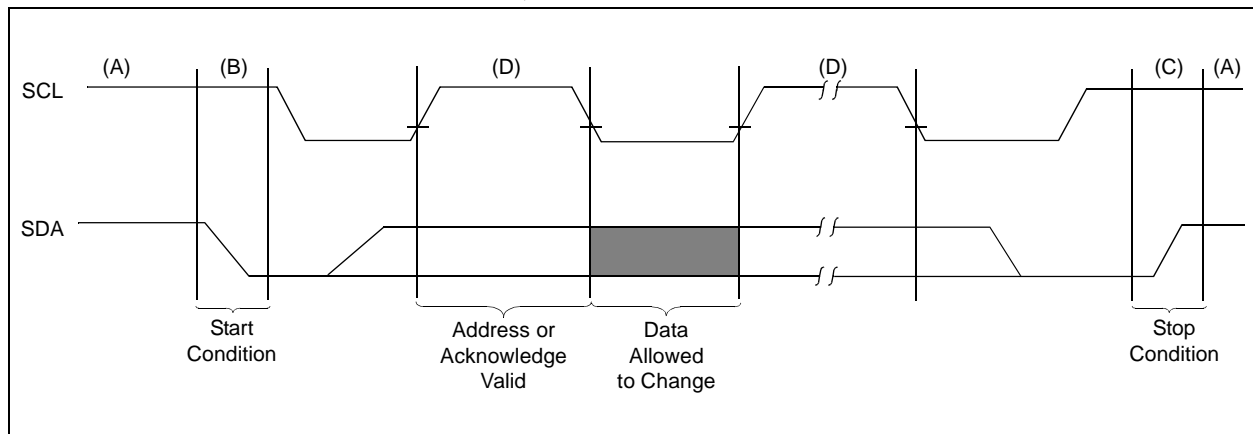 (A) (B) (D) (D) (C) (A)
SCL
SDA
Start
Condition
Address or
Acknowledge
Valid
Data
Allowed
to Change
Stop
Condition